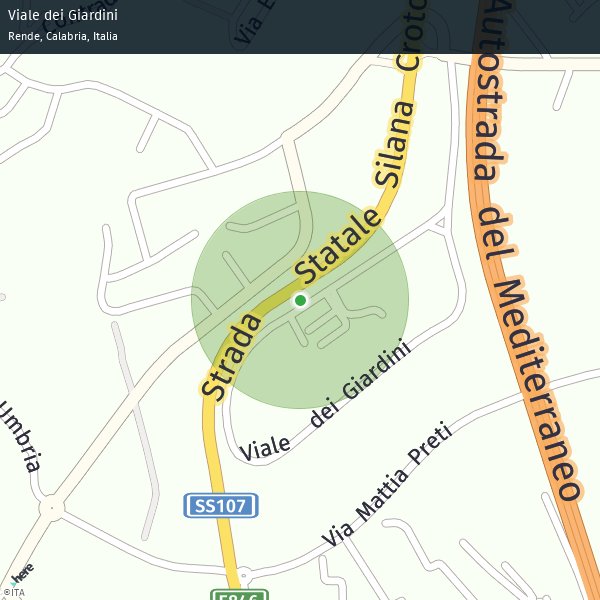 Viale dei Giardini
Rende, Calabria, Italia
Strada Statale Silana Croto
Autostrada del Mediterraneo
Strada
Viale dei Giardini
Via Mattia Preti
umbria
SS107
here
©ITA